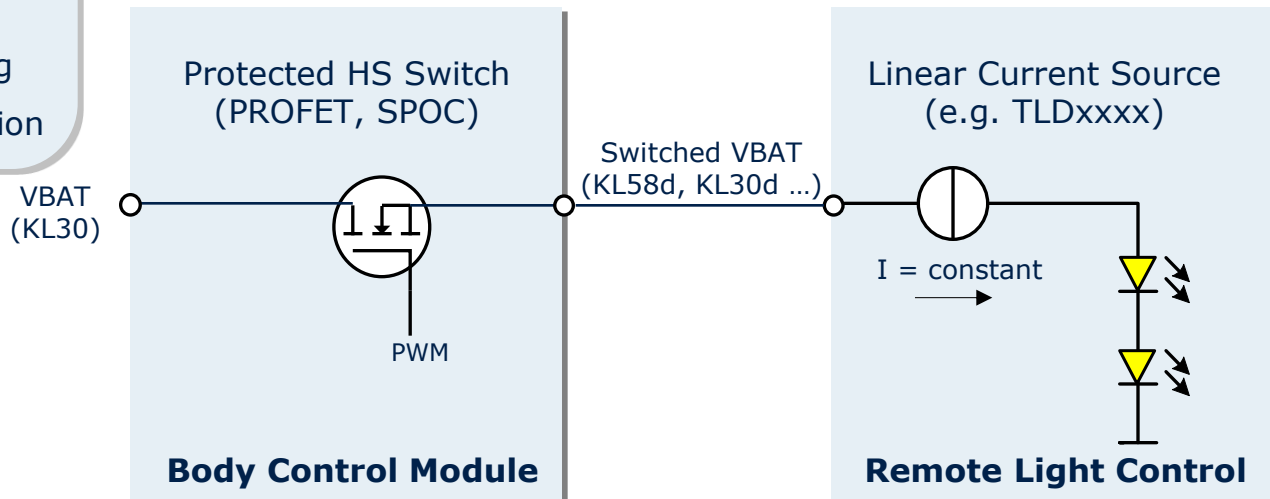 Protected HS Switch
(PROFET, SPOC)
Linear Current Source
(e.g. TLDxxxx)
VBAT
(KL30)
Switched VBAT
(KL58d, KL30d ...)
I = constant
PWM
Body Control Module
Remote Light Control